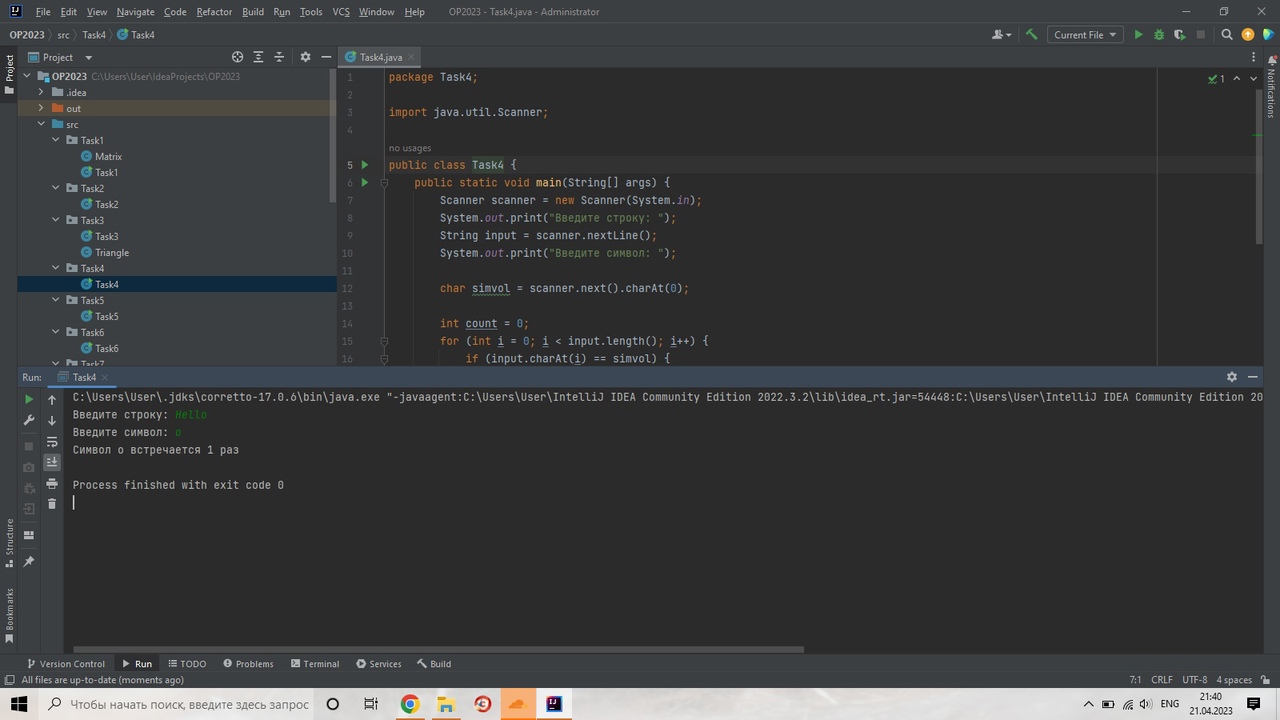 File Edit View Navigate Code Refactor Build Run Tools VCS Window Help OP2023 - Task4.java - Administrator
OP2023 src Task4 Task4 Current File
Project Task4.java
OP2023 C:\Users\User\IdeaProjects\OP2023
.idea
out
src
Task1
Matrix
Task1
Task2
Task2
Task3
Task3
Triangle
Task4
Task4
Task5
Task5
Task6
Task6
Task7
1 package Task4;
2
3 import java.util.Scanner;
4
no usages
5 public class Task4 {
6 public static void main(String[] args) {
7 Scanner scanner = new Scanner(System.in);
8 System.out.print("Введите строку: ");
9 String input = scanner.nextLine();
10 System.out.print("Введите символ: ");
11
12 char simvol = scanner.next().charAt(0);
13
14 int count = 0;
15 for (int i = 0; i < input.length(); i++) {
16 if (input.charAt(i) == simvol) {
1
Project
Notifications
Structure
Bookmarks
Run: Task4
C:\Users\User\.jdks\corretto-17.0.6\bin\java.exe "-javaagent:C:\Users\User\IntelliJ IDEA Community Edition 2022.3.2\lib\idea_rt.jar=54448:C:\Users\User\IntelliJ IDEA Community Edition 20
Введите строку: Hello
Введите символ: o
Символ o встречается 1 раз
Process finished with exit code 0
Version Control Run TODO Problems Terminal Services Build
All files are up-to-date (moments ago) 7:1 CRLF UTF-8 4 spaces
Чтобы начать поиск, введите здесь запрос ENG 21:40
21.04.2023